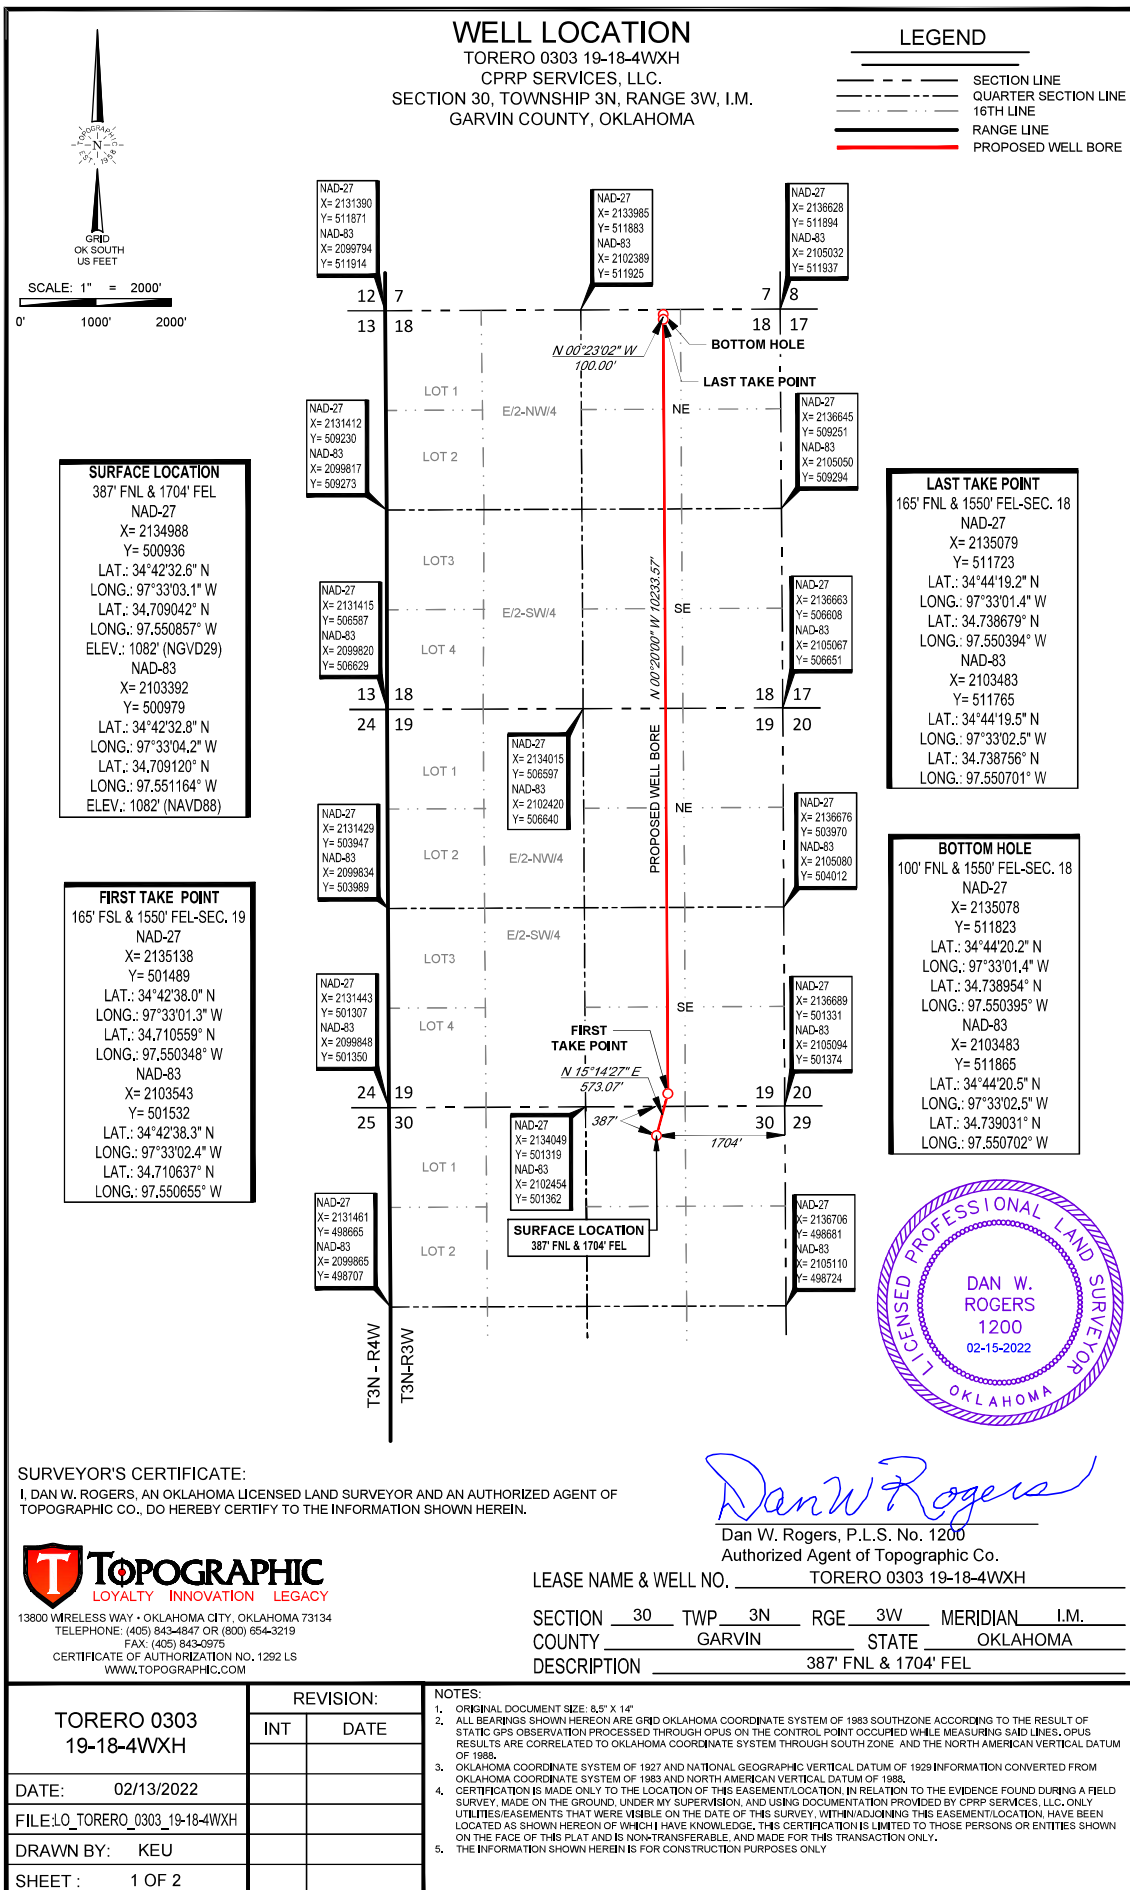 WELL LOCATION
TORERO 0303 19-18-4WXH
CPRP SERVICES, LLC.
SECTION 30, TOWNSHIP 3N, RANGE 3W, I.M.
GARVIN COUNTY, OKLAHOMA
LEGEND
SECTION LINE
QUARTER SECTION LINE
16TH LINE
RANGE LINE
PROPOSED WELL BORE
TOPOGRAPHIC
N
EST. 1958
GRID
OK SOUTH
US FEET
SCALE: 1" = 2000'
0' 1000' 2000'
NAD-27
X= 2131390
Y= 511871
NAD-83
X= 2099794
Y= 511914
NAD-27
X= 2133985
Y= 511883
NAD-83
X= 2102389
Y= 511925
NAD-27
X= 2136628
Y= 511894
NAD-83
X= 2105032
Y= 511937
12 7
13 18
7 8
18 17
N 00°23'02" W
100.00'
BOTTOM HOLE
LAST TAKE POINT
LOT 1
E/2-NW/4
NE
LOT 2
NAD-27
X= 2131412
Y= 509230
NAD-83
X= 2099817
Y= 509273
NAD-27
X= 2136645
Y= 509251
NAD-83
X= 2105050
Y= 509294
SURFACE LOCATION
387' FNL & 1704' FEL
NAD-27
X= 2134988
Y= 500936
LAT.: 34°42'32.6" N
LONG.: 97°33'03.1" W
LAT.: 34.709042° N
LONG.: 97.550857° W
ELEV.: 1082' (NGVD29)
NAD-83
X= 2103392
Y= 500979
LAT.: 34°42'32.8" N
LONG.: 97°33'04.2" W
LAT.: 34.709120° N
LONG.: 97.551164° W
ELEV.: 1082' (NAVD88)
LAST TAKE POINT
165' FNL & 1550' FEL-SEC. 18
NAD-27
X= 2135079
Y= 511723
LAT.: 34°44'19.2" N
LONG.: 97°33'01.4" W
LAT.: 34.738679° N
LONG.: 97.550394° W
NAD-83
X= 2103483
Y= 511765
LAT.: 34°44'19.5" N
LONG.: 97°33'02.5" W
LAT.: 34.738756° N
LONG.: 97.550701° W
LOT3
E/2-SW/4
SE
LOT 4
N 00°20'00" W 10233.57'
PROPOSED WELL BORE
NAD-27
X= 2131415
Y= 506587
NAD-83
X= 2099820
Y= 506629
NAD-27
X= 2136663
Y= 506608
NAD-83
X= 2105067
Y= 506651
13 18
24 19
18 17
19 20
NAD-27
X= 2134015
Y= 506597
NAD-83
X= 2102420
Y= 506640
LOT 1
NE
LOT 2
E/2-NW/4
NAD-27
X= 2131429
Y= 503947
NAD-83
X= 2099834
Y= 503989
NAD-27
X= 2136676
Y= 503970
NAD-83
X= 2105080
Y= 504012
FIRST TAKE POINT
165' FSL & 1550' FEL-SEC. 19
NAD-27
X= 2135138
Y= 501489
LAT.: 34°42'38.0" N
LONG.: 97°33'01.3" W
LAT.: 34.710559° N
LONG.: 97.550348° W
NAD-83
X= 2103543
Y= 501532
LAT.: 34°42'38.3" N
LONG.: 97°33'02.4" W
LAT.: 34.710637° N
LONG.: 97.550655° W
BOTTOM HOLE
100' FNL & 1550' FEL-SEC. 18
NAD-27
X= 2135078
Y= 511823
LAT.: 34°44'20.2" N
LONG.: 97°33'01.4" W
LAT.: 34.738954° N
LONG.: 97.550395° W
NAD-83
X= 2103483
Y= 511865
LAT.: 34°44'20.5" N
LONG.: 97°33'02.5" W
LAT.: 34.739031° N
LONG.: 97.550702° W
E/2-SW/4
LOT3
SE
LOT 4
NAD-27
X= 2131443
Y= 501307
NAD-83
X= 2099848
Y= 501350
NAD-27
X= 2136689
Y= 501331
NAD-83
X= 2105094
Y= 501374
FIRST
TAKE POINT
N 15°14'27" E
573.07'
24 19
25 30
19 20
30 29
387'
1704'
NAD-27
X= 2134049
Y= 501319
NAD-83
X= 2102454
Y= 501362
LOT 1
LOT 2
SURFACE LOCATION
387' FNL & 1704' FEL
NAD-27
X= 2131461
Y= 498665
NAD-83
X= 2099865
Y= 498707
NAD-27
X= 2136706
Y= 498681
NAD-83
X= 2105110
Y= 498724
T3N - R4W
T3N-R3W
LICENSED PROFESSIONAL LAND SURVEYOR
DAN W.
ROGERS
1200
02-15-2022
OKLAHOMA
SURVEYOR'S CERTIFICATE:
I, DAN W. ROGERS, AN OKLAHOMA LICENSED LAND SURVEYOR AND AN AUTHORIZED AGENT OF
TOPOGRAPHIC CO., DO HEREBY CERTIFY TO THE INFORMATION SHOWN HEREIN.
Dan W Rogers
Dan W. Rogers, P.L.S. No. 1200
Authorized Agent of Topographic Co.
T TOPOGRAPHIC
LOYALTY INNOVATION LEGACY
13800 WIRELESS WAY • OKLAHOMA CITY, OKLAHOMA 73134
TELEPHONE: (405) 843-4847 OR (800) 654-3219
FAX: (405) 843-0975
CERTIFICATE OF AUTHORIZATION NO. 1292 LS
WWW.TOPOGRAPHIC.COM
LEASE NAME & WELL NO. TORERO 0303 19-18-4WXH
SECTION 30 TWP 3N RGE 3W MERIDIAN I.M.
COUNTY GARVIN STATE OKLAHOMA
DESCRIPTION 387' FNL & 1704' FEL
TORERO 0303
19-18-4WXH
REVISION:
INT DATE
DATE: 02/13/2022
FILE:LO_TORERO_0303_19-18-4WXH
DRAWN BY: KEU
SHEET : 1 OF 2
NOTES:
1. ORIGINAL DOCUMENT SIZE: 8.5" X 14"
2. ALL BEARINGS SHOWN HEREON ARE GRID OKLAHOMA COORDINATE SYSTEM OF 1983 SOUTHZONE ACCORDING TO THE RESULT OF
STATIC GPS OBSERVATION PROCESSED THROUGH OPUS ON THE CONTROL POINT OCCUPIED WHILE MEASURING SAID LINES. OPUS
RESULTS ARE CORRELATED TO OKLAHOMA COORDINATE SYSTEM THROUGH SOUTH ZONE AND THE NORTH AMERICAN VERTICAL DATUM
OF 1988.
3. OKLAHOMA COORDINATE SYSTEM OF 1927 AND NATIONAL GEOGRAPHIC VERTICAL DATUM OF 1929 INFORMATION CONVERTED FROM
OKLAHOMA COORDINATE SYSTEM OF 1983 AND NORTH AMERICAN VERTICAL DATUM OF 1988.
4. CERTIFICATION IS MADE ONLY TO THE LOCATION OF THIS EASEMENT/LOCATION, IN RELATION TO THE EVIDENCE FOUND DURING A FIELD
SURVEY, MADE ON THE GROUND, UNDER MY SUPERVISION, AND USING DOCUMENTATION PROVIDED BY CPRP SERVICES, LLC. ONLY
UTILITIES/EASEMENTS THAT WERE VISIBLE ON THE DATE OF THIS SURVEY, WITHIN/ADJOINING THIS EASEMENT/LOCATION, HAVE BEEN
LOCATED AS SHOWN HEREON OF WHICH I HAVE KNOWLEDGE. THIS CERTIFICATION IS LIMITED TO THOSE PERSONS OR ENTITIES SHOWN
ON THE FACE OF THIS PLAT AND IS NON-TRANSFERABLE, AND MADE FOR THIS TRANSACTION ONLY.
5. THE INFORMATION SHOWN HEREIN IS FOR CONSTRUCTION PURPOSES ONLY